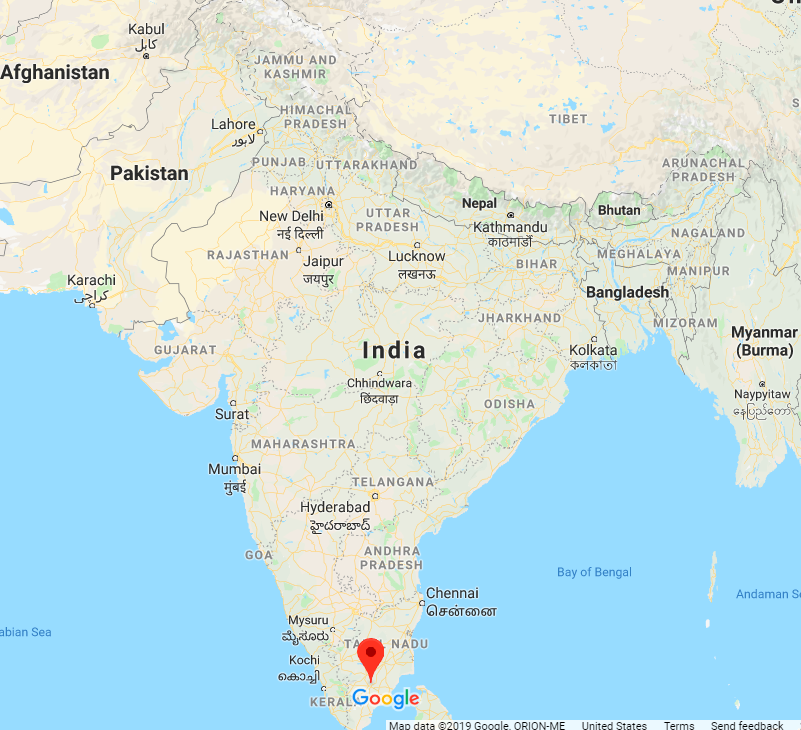 Ch
Kabul
کابل
Afghanistan
JAMMU AND
KASHMIR
HIMACHAL
PRADESH
TIBET
Lahore
لاہور
PUNJAB
UTTARAKHAND
ARUNACHAL
PRADESH
Pakistan
HARYANA
Nepal
Bhutan
New Delhi
नई दिल्ली
UTTAR
PRADESH
Kathmandu
काठमाडौं
NAGALAND
RAJASTHAN
Jaipur
जयपुर
Lucknow
लखनऊ
BIHAR
MEGHALAYA
MANIPUR
Karachi
کراچی
Bangladesh
JHARKHAND
MIZORAM
Myanmar
(Burma)
GUJARAT
India
Kolkata
কলকাতা
Chhindwara
छिंदवाड़ा
Naypyitaw
နေပြည်တော်
Surat
ODISHA
MAHARASHTRA
Mumbai
मुंबई
TELANGANA
Hyderabad
హైదరాబాద్
GOA
ANDHRA
PRADESH
Bay of Bengal
Chennai
சென்னை
Andaman Se
Mysuru
ಮೈಸೂರು
abian Sea
TAMIL NADU
Kochi
കൊച്ചി
KERALA
Google
Map data ©2019 Google, ORION-ME United States Terms Send feedback